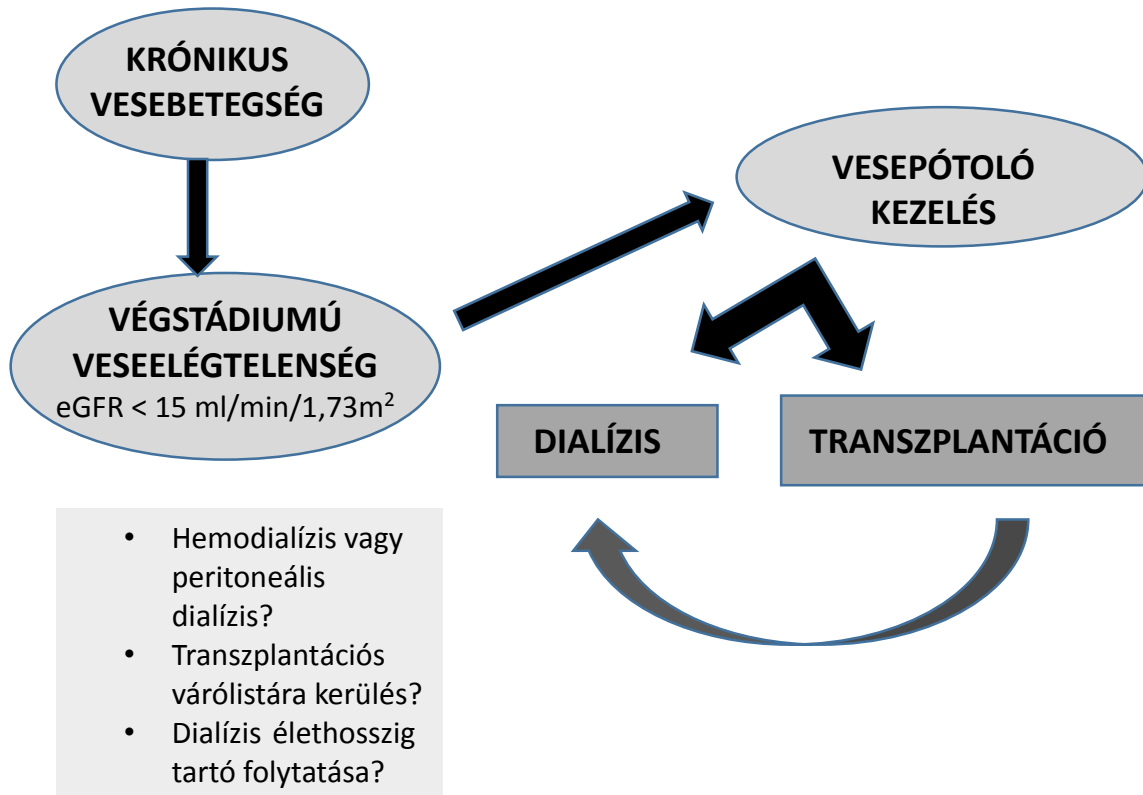 KRÓNIKUS
VESEBETEGSÉG
VESEPÓTOLÓ
KEZELÉS
VÉGSTÁDIUMÚ
VESEELÉGTELENSÉG
eGFR < 15 ml/min/1,73m²
DIALÍZIS
TRANSZPLANTÁCIÓ
• Hemodialízis vagy
peritoneális
dialízis?
• Transzplantációs
várólistára kerülés?
• Dialízis élethosszig
tartó folytatása?